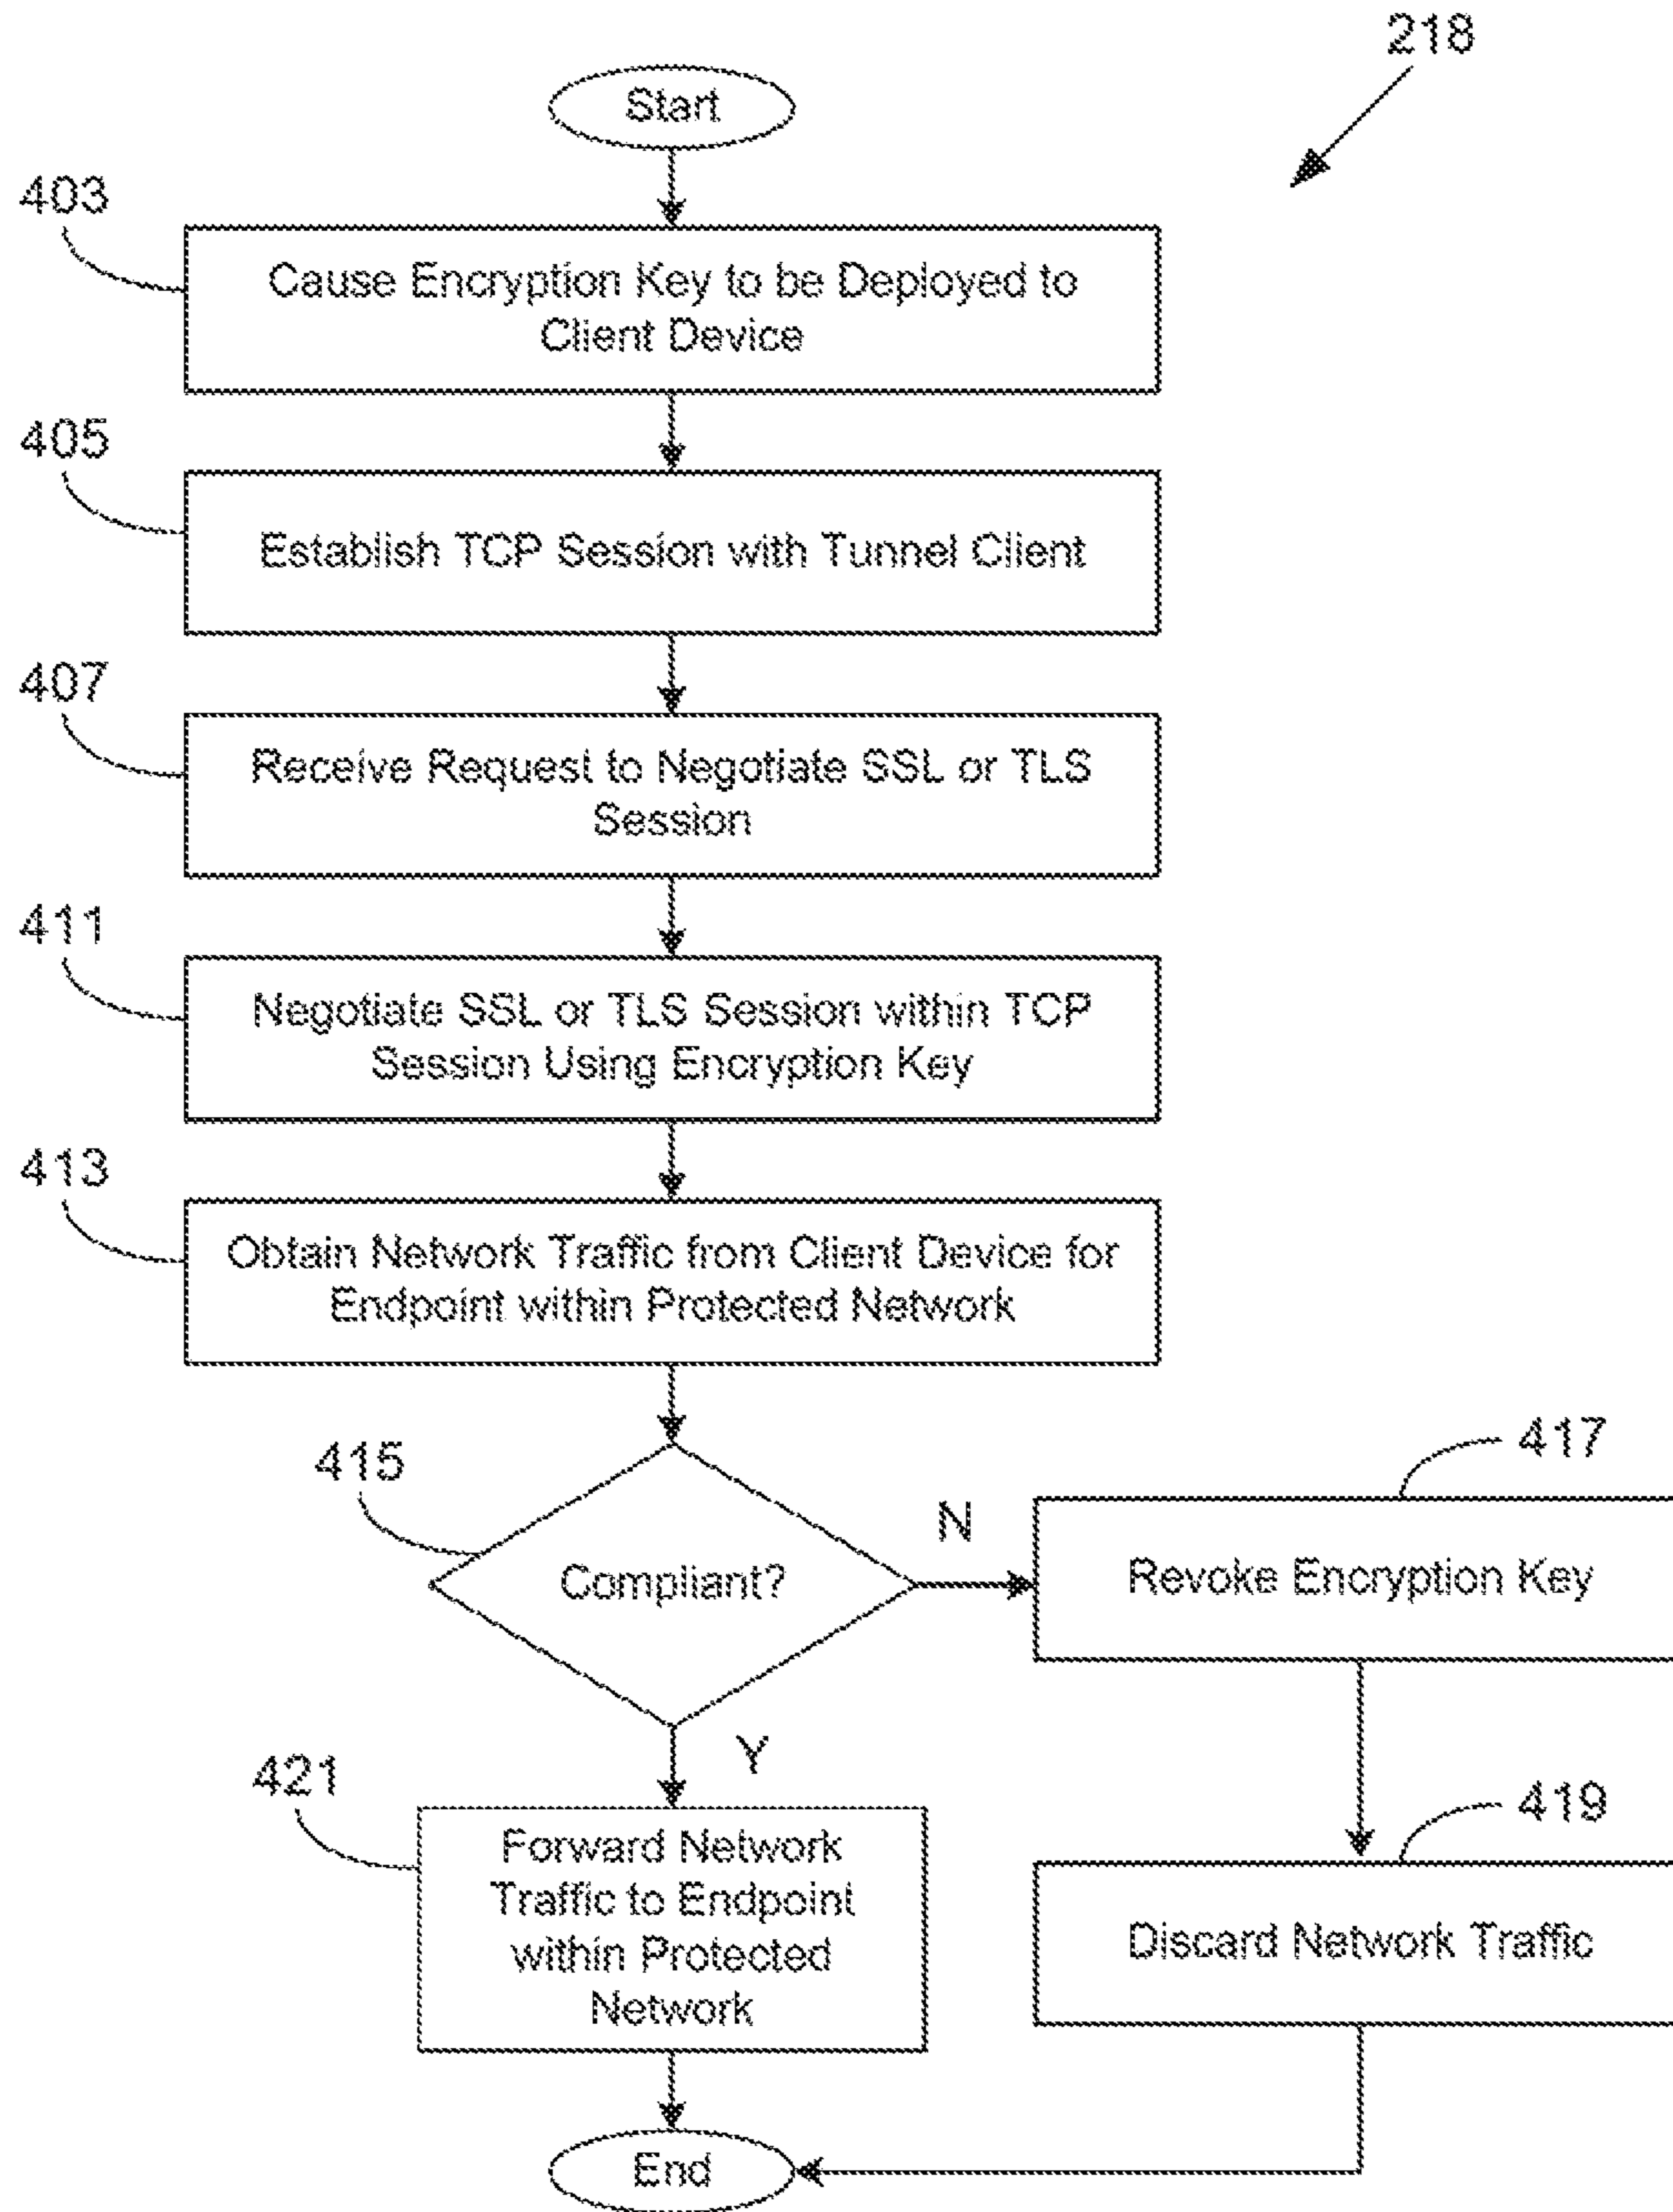 218
Start
403
Cause Encryption Key to be Deployed to
Client Device
405
Establish TCP Session with Tunnel Client
407
Receive Request to Negotiate SSL or TLS
Session
411
Negotiate SSL or TLS Session within TCP
Session Using Encryption Key
413
Obtain Network Traffic from Client Device for
Endpoint within Protected Network
415
Compliant?
N
417
Revoke Encryption Key
Y
421
Forward Network
Traffic to Endpoint
within Protected
Network
419
Discard Network Traffic
End